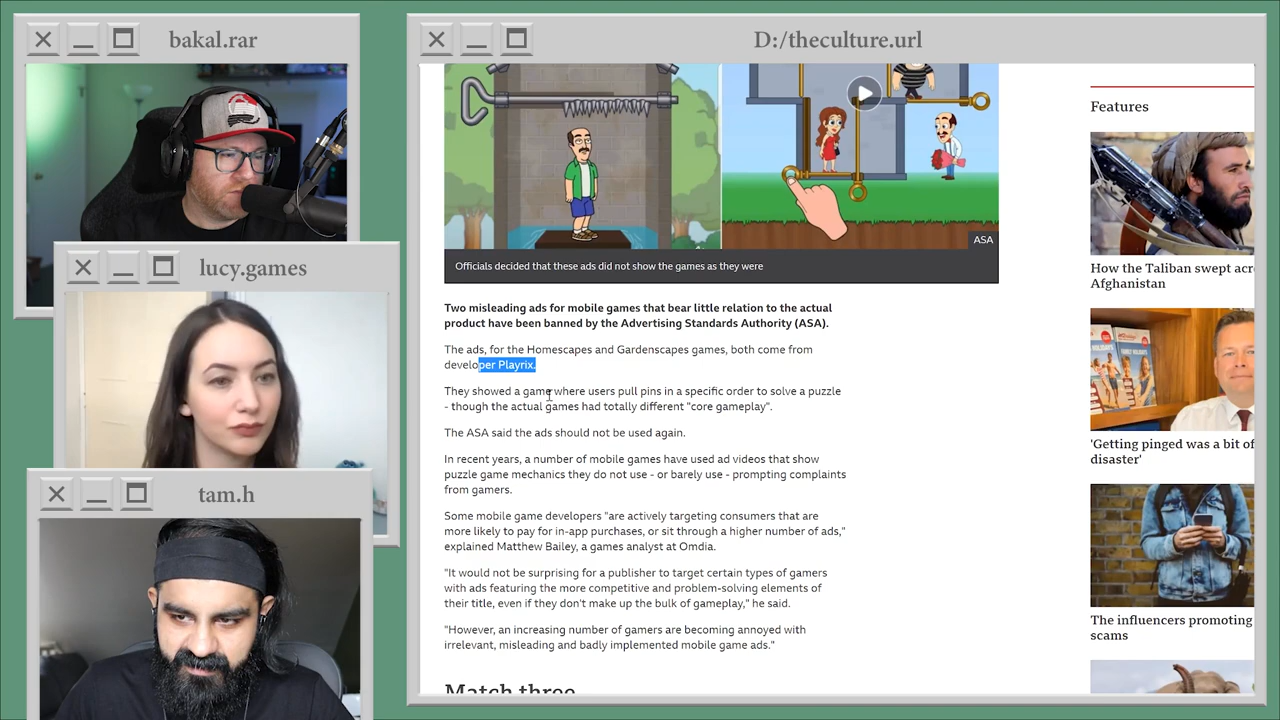 bakal.rar
lucy.games
tam.h
D:/theculture.url
ASA
Officials decided that these ads did not show the games as they were
Two misleading ads for mobile games that bear little relation to the actual
product have been banned by the Advertising Standards Authority (ASA).
The ads, for the Homescapes and Gardenscapes games, both come from
developer Playrix.
They showed a game where users pull pins in a specific order to solve a puzzle
- though the actual games had totally different "core gameplay".
The ASA said the ads should not be used again.
In recent years, a number of mobile games have used ad videos that show
puzzle game mechanics they do not use - or barely use - prompting complaints
from gamers.
Some mobile game developers "are actively targeting consumers that are
more likely to pay for in-app purchases, or sit through a higher number of ads,"
explained Matthew Bailey, a games analyst at Omdia.
"It would not be surprising for a publisher to target certain types of gamers
with ads featuring the more competitive and problem-solving elements of
their title, even if they don't make up the bulk of gameplay," he said.
"However, an increasing number of gamers are becoming annoyed with
irrelevant, misleading and badly implemented mobile game ads."
Match three
Features
How the Taliban swept acr
Afghanistan
'Getting pinged was a bit of
disaster'
The influencers promoting
scams